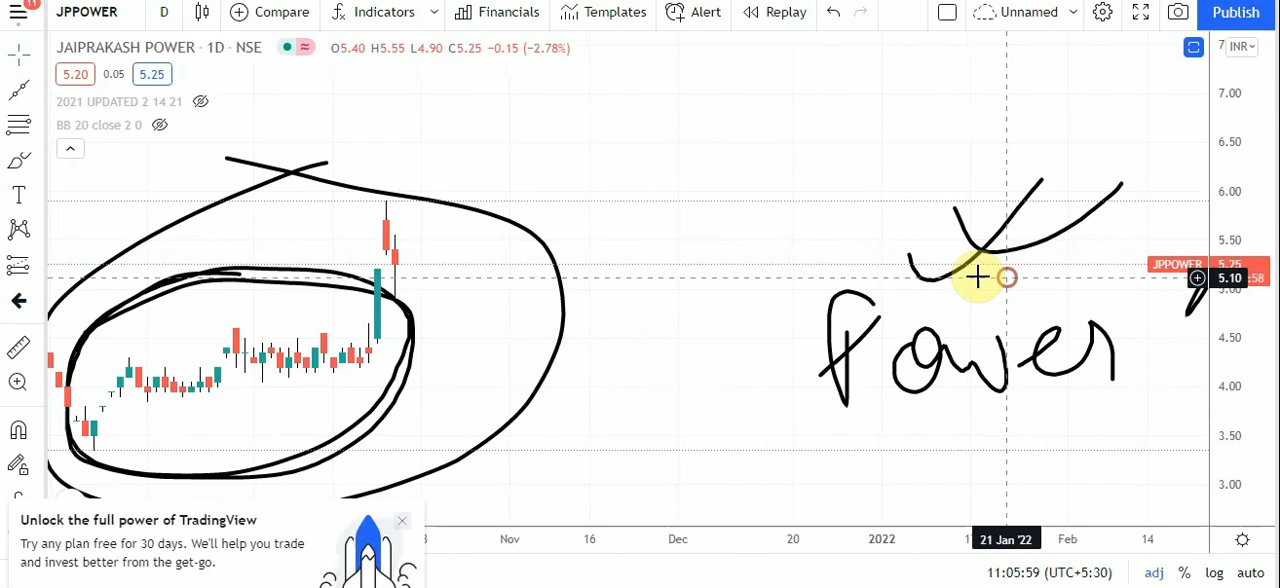 11
JPPOWER D Compare Indicators Financials Templates Alert Replay Unnamed Publish
JAIPRAKASH POWER · 1D · NSE O5.40 H5.55 L4.90 C5.25 −0.15 (−2.78%)
INR
5.20 0.05 5.25
2021 UPDATED 2 14 21
BB 20 close 2 0
7.00
6.50
6.00
5.50
JPPOWER 5.25
5.10 :58
5.00
4.50
4.00
3.50
3.00
Power
Unlock the full power of TradingView
Try any plan free for 30 days. We'll help you trade
and invest better from the get-go.
Nov 16 Dec 20 2022 21 Jan '22 Feb 14
11:05:59 (UTC+5:30) adj % log auto